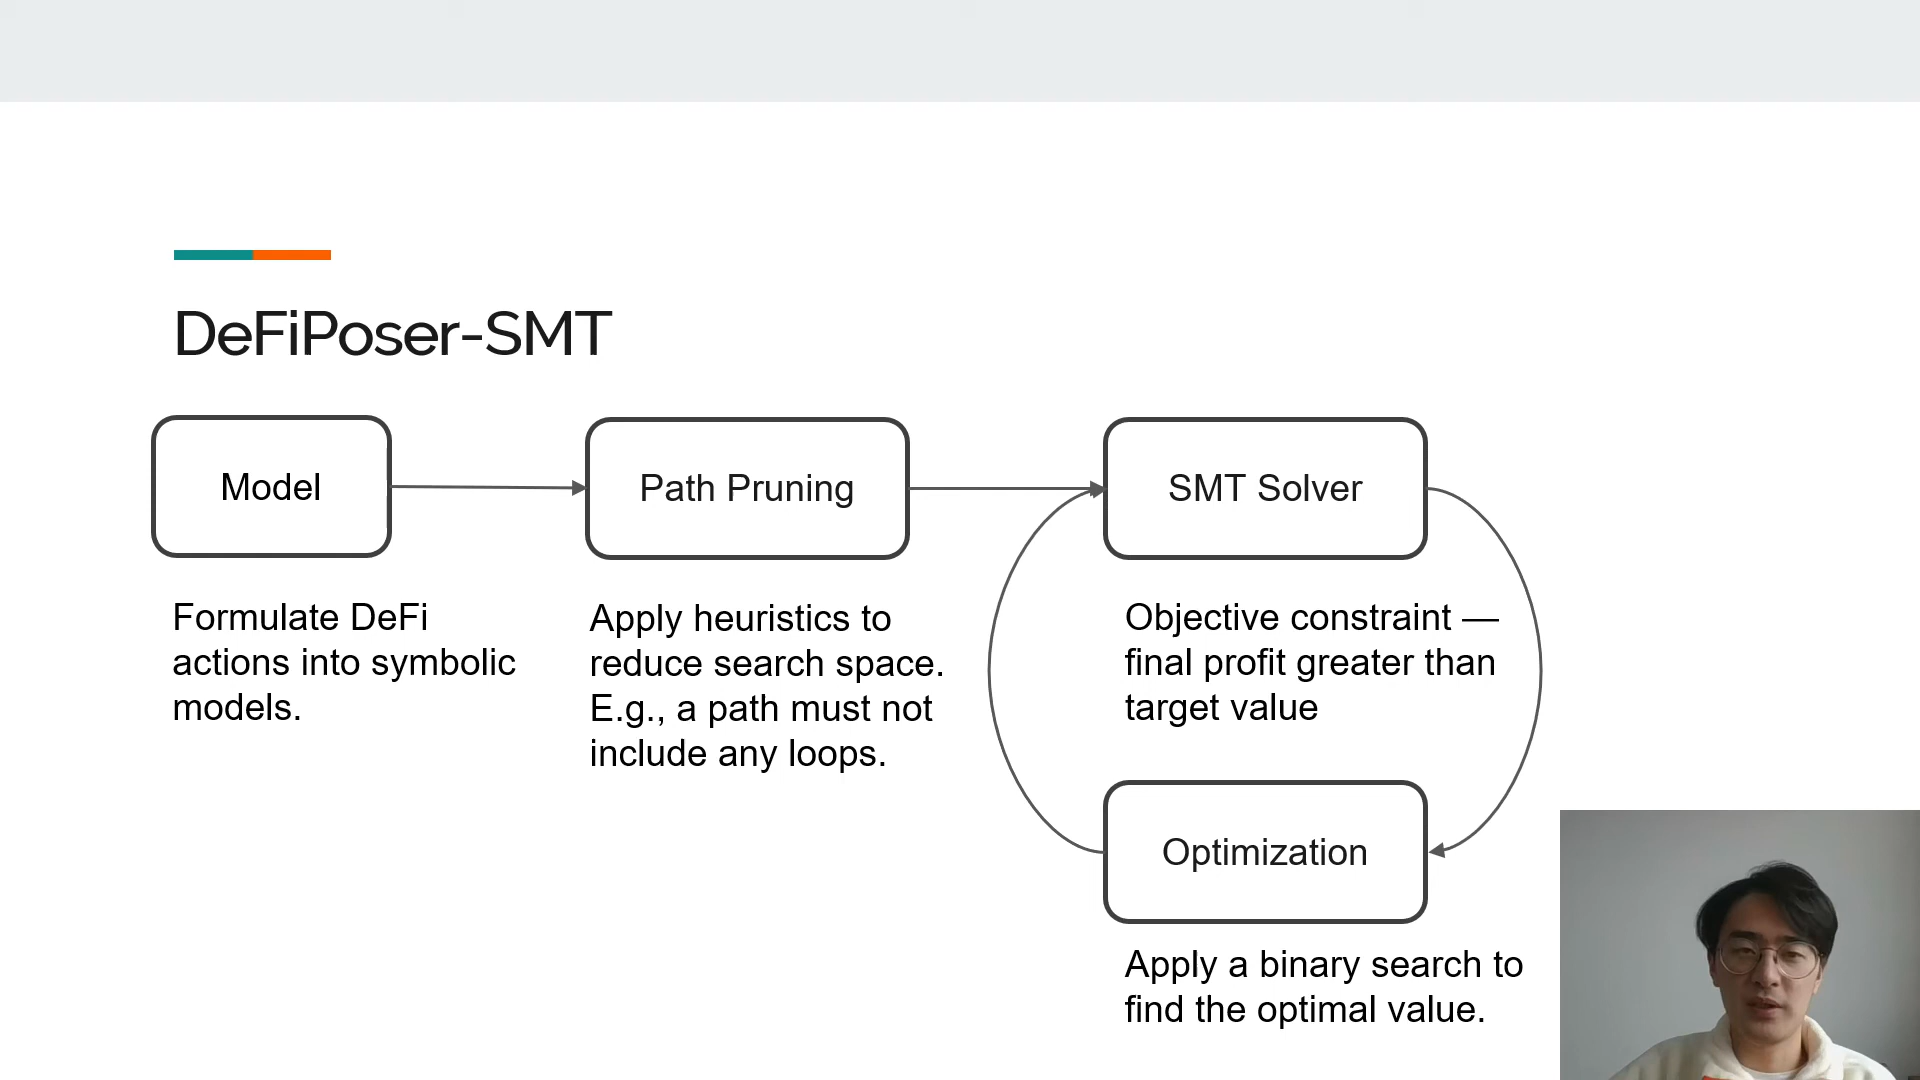 DeFiPoser-SMT
Model
Path Pruning
SMT Solver
Formulate DeFi
actions into symbolic
models.
Apply heuristics to
reduce search space.
E.g., a path must not
include any loops.
Objective constraint —
final profit greater than
target value
Optimization
Apply a binary search to
find the optimal value.